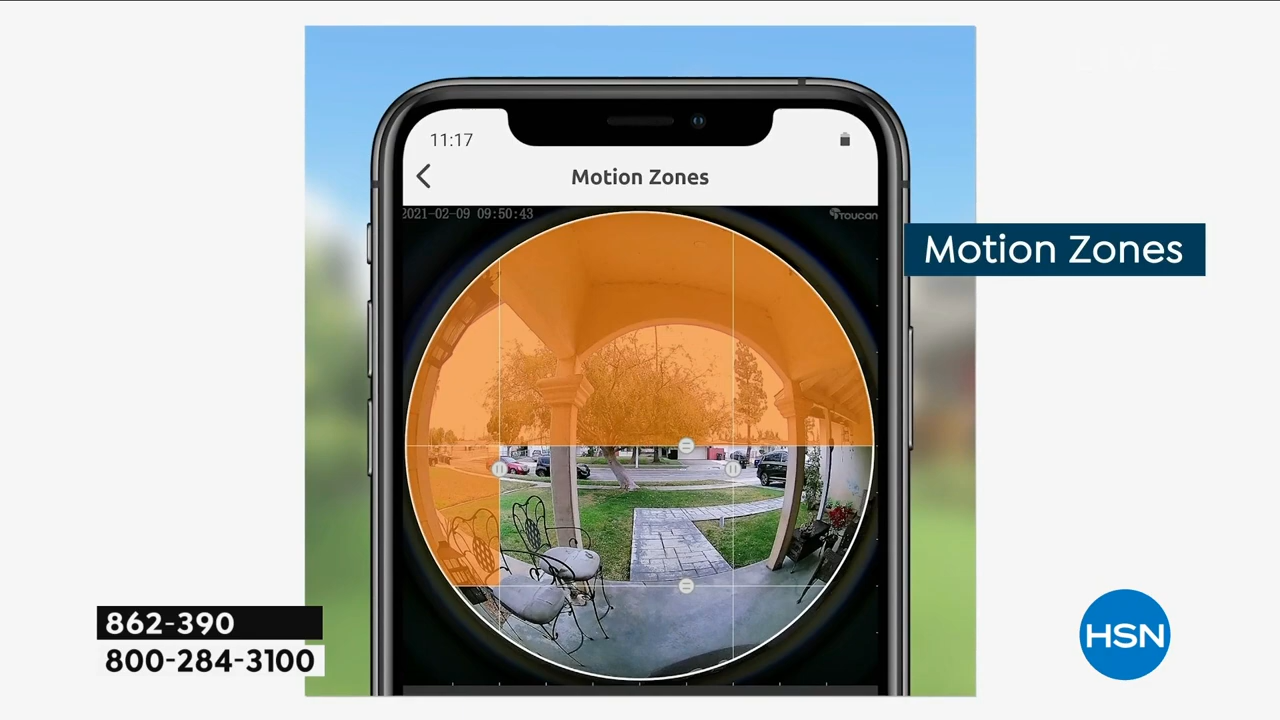 LIVE
11:17
Motion Zones
2021-02-09 09:50:43
TOUCAN
Motion Zones
862-390
800-284-3100
HSN